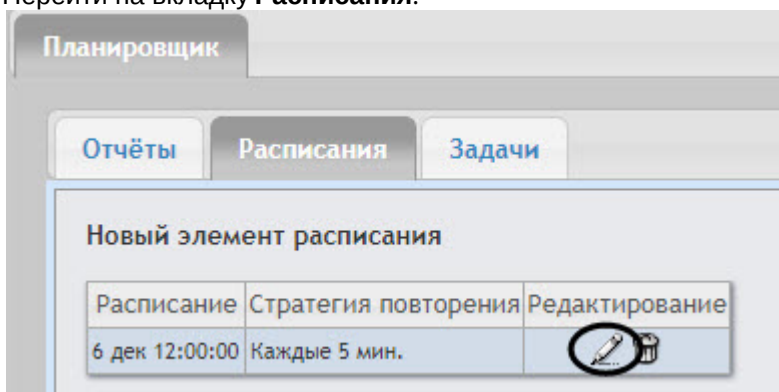 Перейти на вкладку Расписания.
Планировщик
Отчёты Расписания Задачи
Новый элемент расписания
Расписание Стратегия повторения Редактирование
6 дек 12:00:00 Каждые 5 мин.